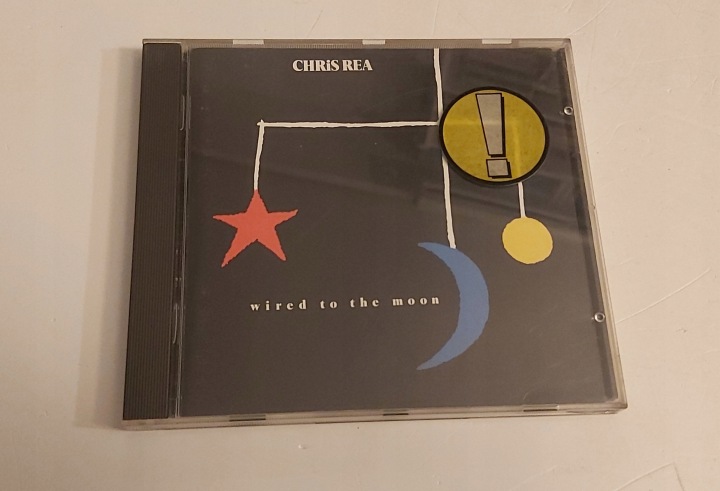 CHRiS REA
!
wired to the moon